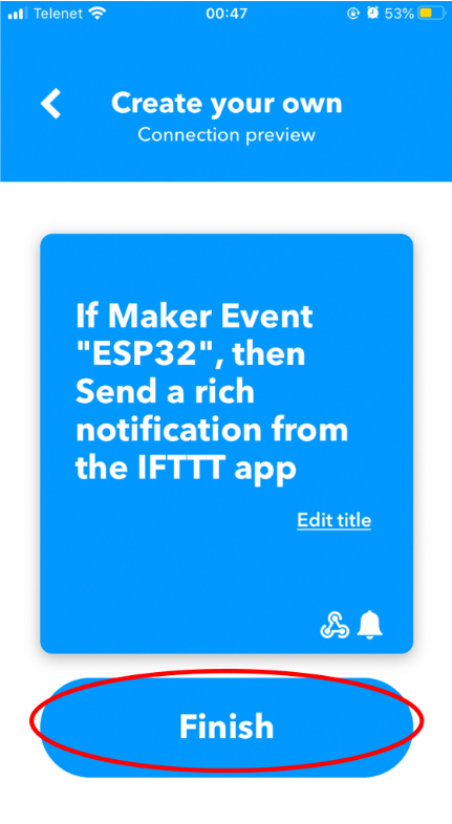 Telenet 00:47 53%
Create your own
Connection preview
If Maker Event
"ESP32", then
Send a rich
notification from
the IFTTT app
Edit title
Finish